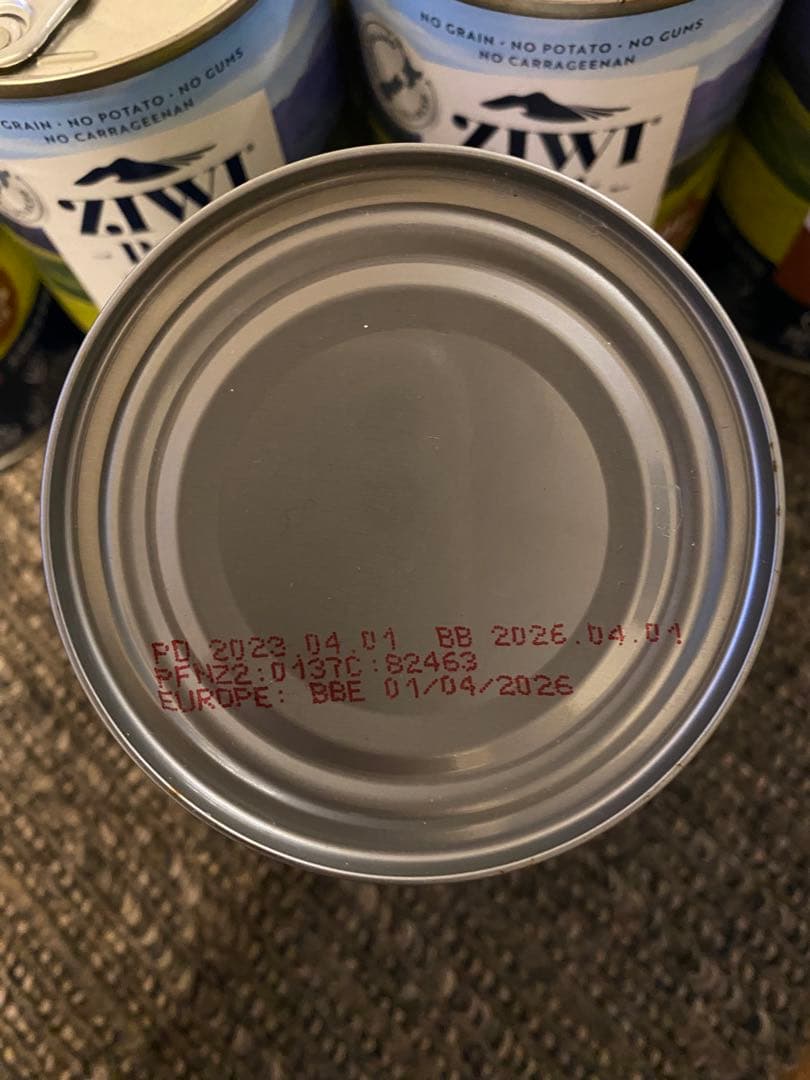 GRAIN · NO POTATO · NO GUMS
NO CARRAGEENAN
ZIWI
NO GRAIN · NO POTATO · NO GUMS
NO CARRAGEENAN
ZIWI
PD 2023.04.01 BB 2026.04.01
PFNZ2:0137C:82463
EUROPE: BBE 01/04/2026